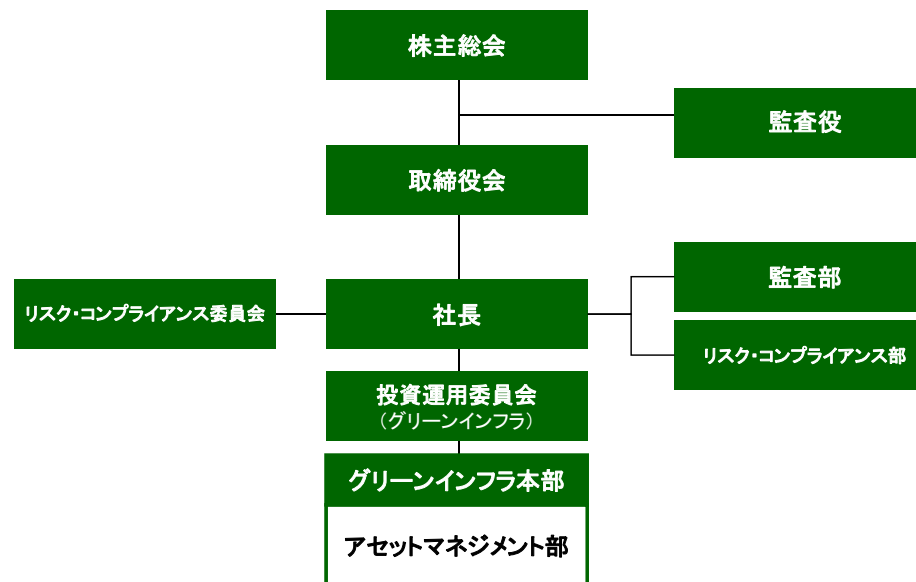 株主総会
監査役
取締役会
監査部
リスク・コンプライアンス委員会
社長
リスク・コンプライアンス部
投資運用委員会
（グリーンインフラ）
グリーンインフラ本部
アセットマネジメント部